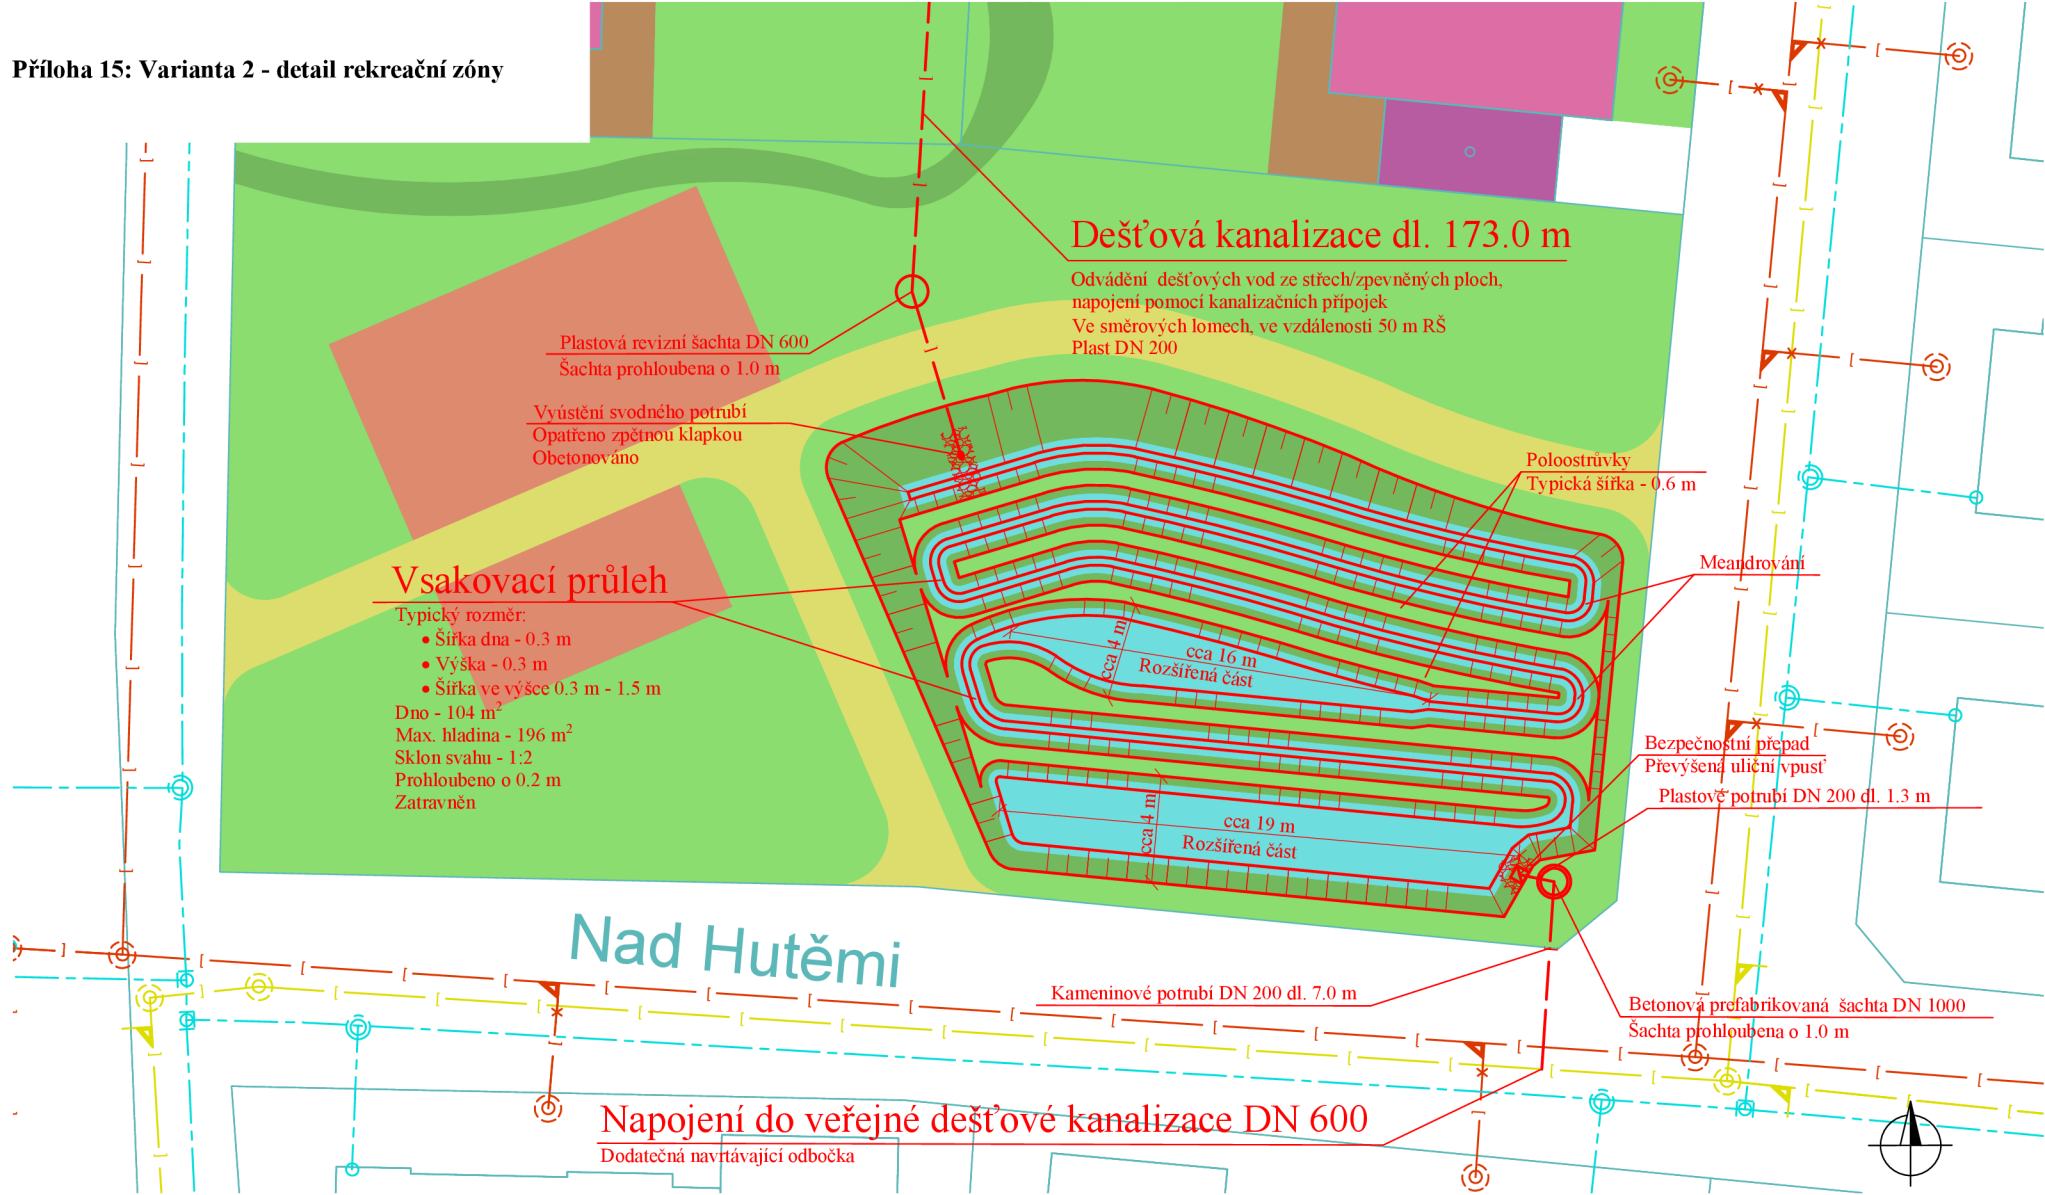 Příloha 15: Varianta 2 - detail rekreační zóny
Dešťová kanalizace dl. 173.0 m
Odvádění dešťových vod ze střech/zpevněných ploch,
napojení pomocí kanalizačních přípojek
Ve směrových lomech, ve vzdálenosti 50 m RŠ
Plast DN 200
Plastová revizní šachta DN 600
Šachta prohloubena o 1.0 m
Vyústění svodného potrubí
Opatřeno zpětnou klapkou
Obetonováno
Poloostrůvky
Typická šířka - 0.6 m
Meandrování
Vsakovací průleh
Typický rozměr:
• Šířka dna - 0.3 m
• Výška - 0.3 m
• Šířka ve výšce 0.3 m - 1.5 m
Dno - 104 m²
Max. hladina - 196 m²
Sklon svahu - 1:2
Prohloubeno o 0.2 m
Zatravněn
cca 4 m
cca 16 m
Rozšířená část
Bezpečnostní přepad
Převýšená uliční vpusť
Plastové potrubí DN 200 dl. 1.3 m
cca 4 m
cca 19 m
Rozšířená část
Nad Hutěmi
Kameninové potrubí DN 200 dl. 7.0 m
Betonová prefabrikovaná šachta DN 1000
Šachta prohloubena o 1.0 m
Napojení do veřejné dešťové kanalizace DN 600
Dodatečná navrtávající odbočka